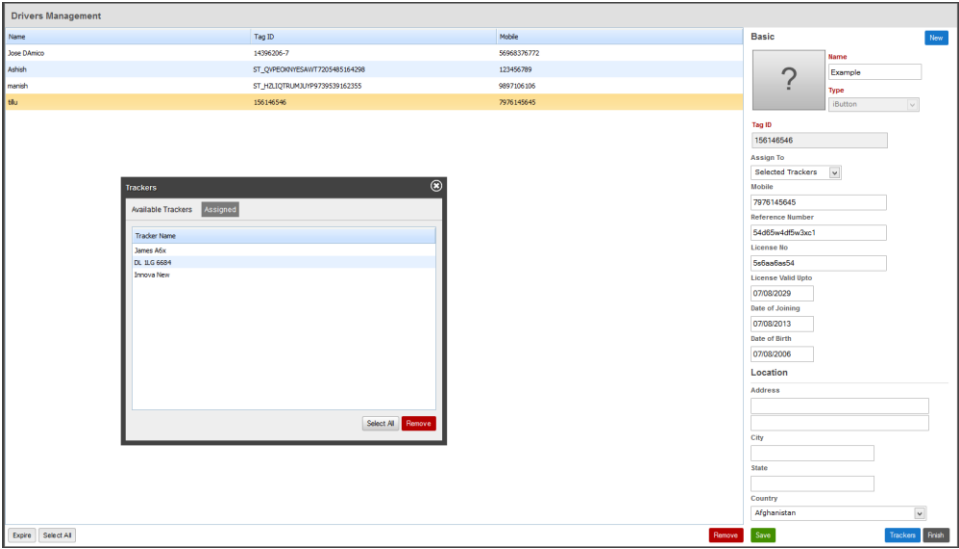 Drivers Management
Name Tag ID Mobile
Jose DAmico 14396206-7 56968376772
Ashish ST_QVPEOKNYESAWT7205485164298 123456789
manish ST_HZLIQTRUMJUYP9739539162355 9897106106
tillu 156146546 7976145645
Trackers
Available Trackers Assigned
Tracker Name
James A6x
DL 1LG 6684
Innova New
Select All Remove
Expire Select All Remove
Basic New
?
Name
Example
Type
iButton
Tag ID
156146546
Assign To
Selected Trackers
Mobile
7976145645
Reference Number
54d65w4df5w3xc1
License No
5s6aa6as54
License Valid Upto
07/08/2029
Date of Joining
07/08/2013
Date of Birth
07/08/2006
Location
Address
City
State
Country
Afghanistan
Save Trackers Finish